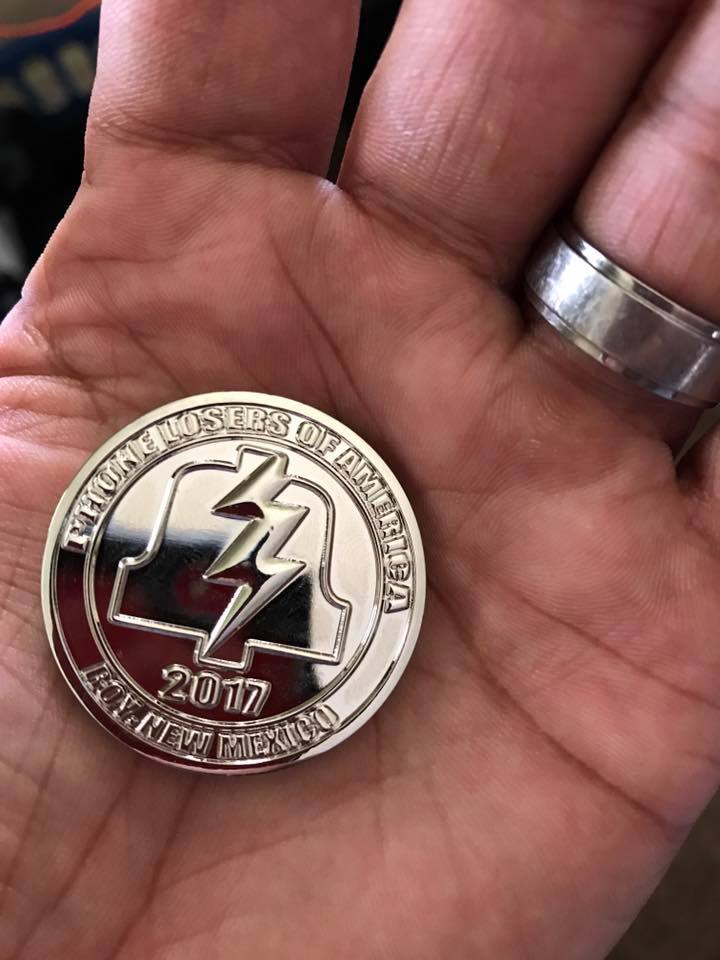 PHONE LOSERS OF AMERICA
2017
ROY, NEW MEXICO